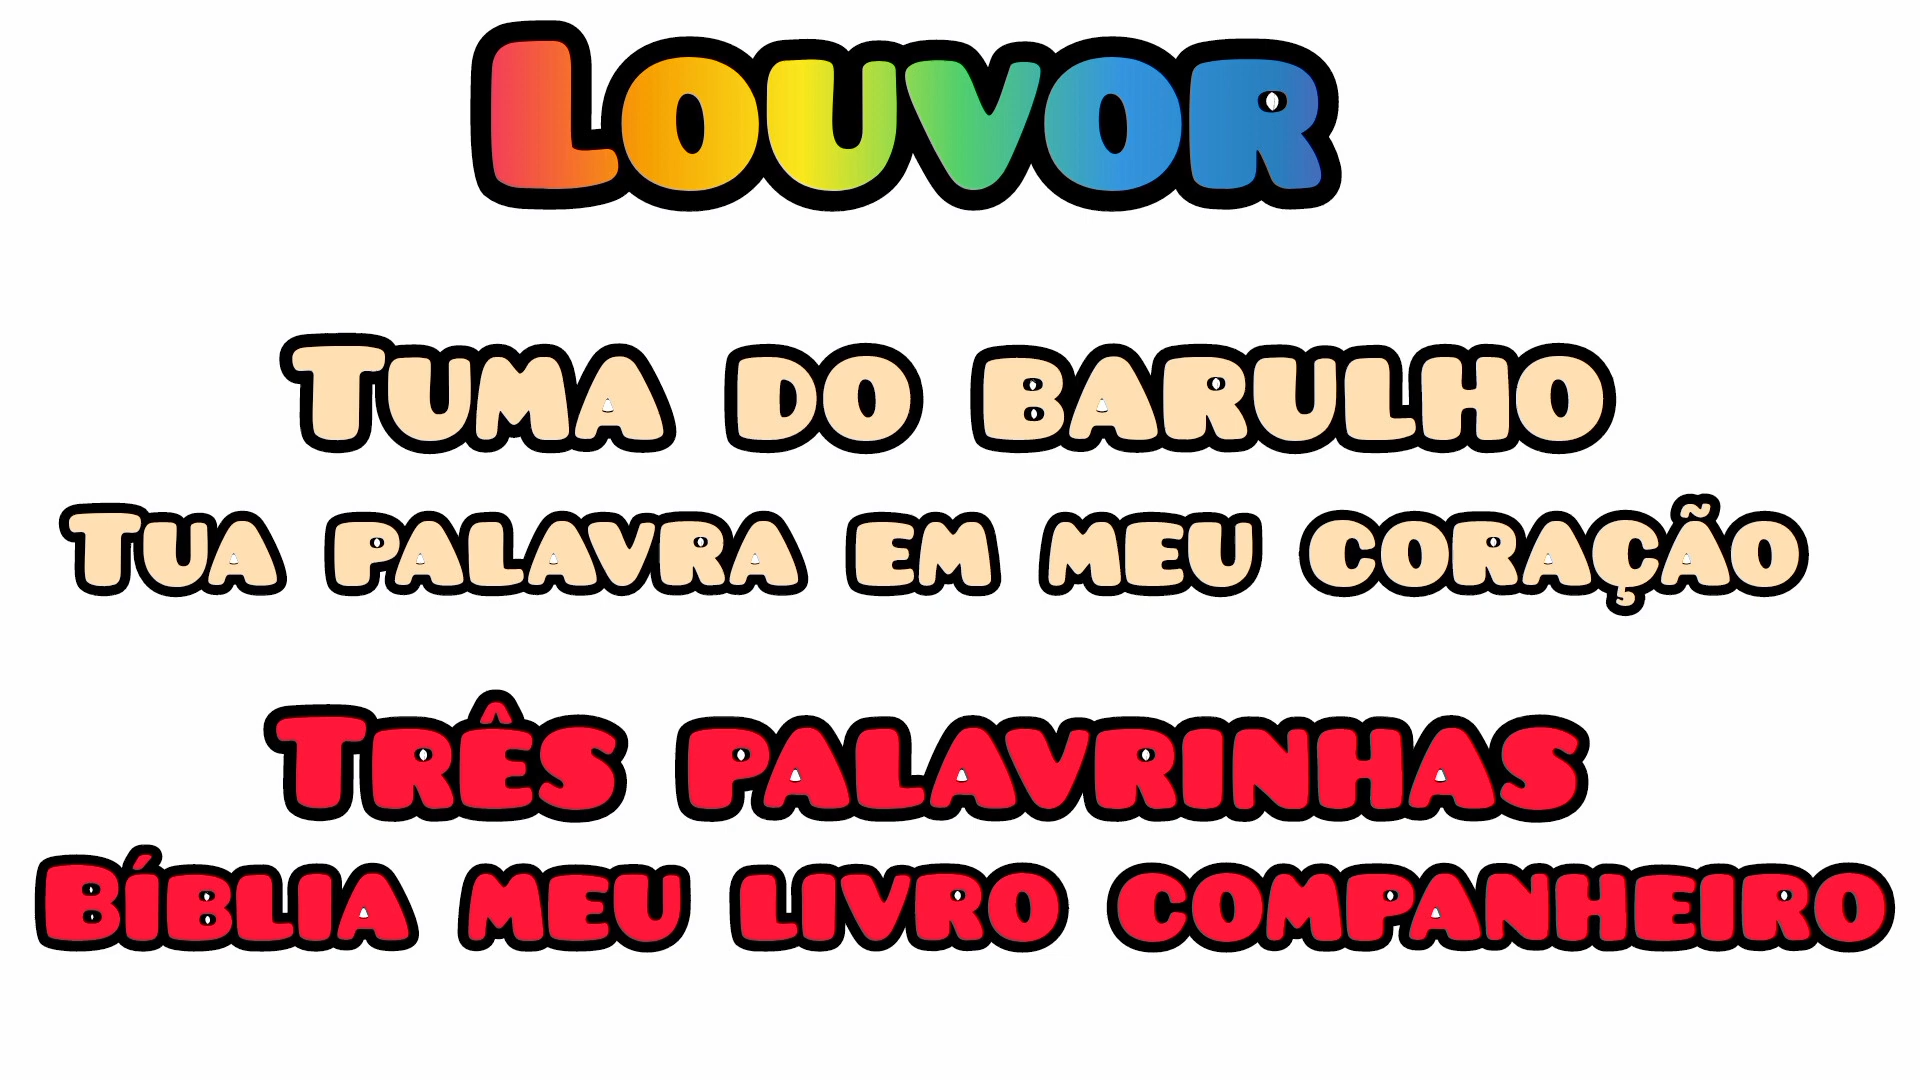 Louvor
Tuma do barulho
Tua palavra em meu coração
Três palavrinhas
Bíblia meu livro companheiro